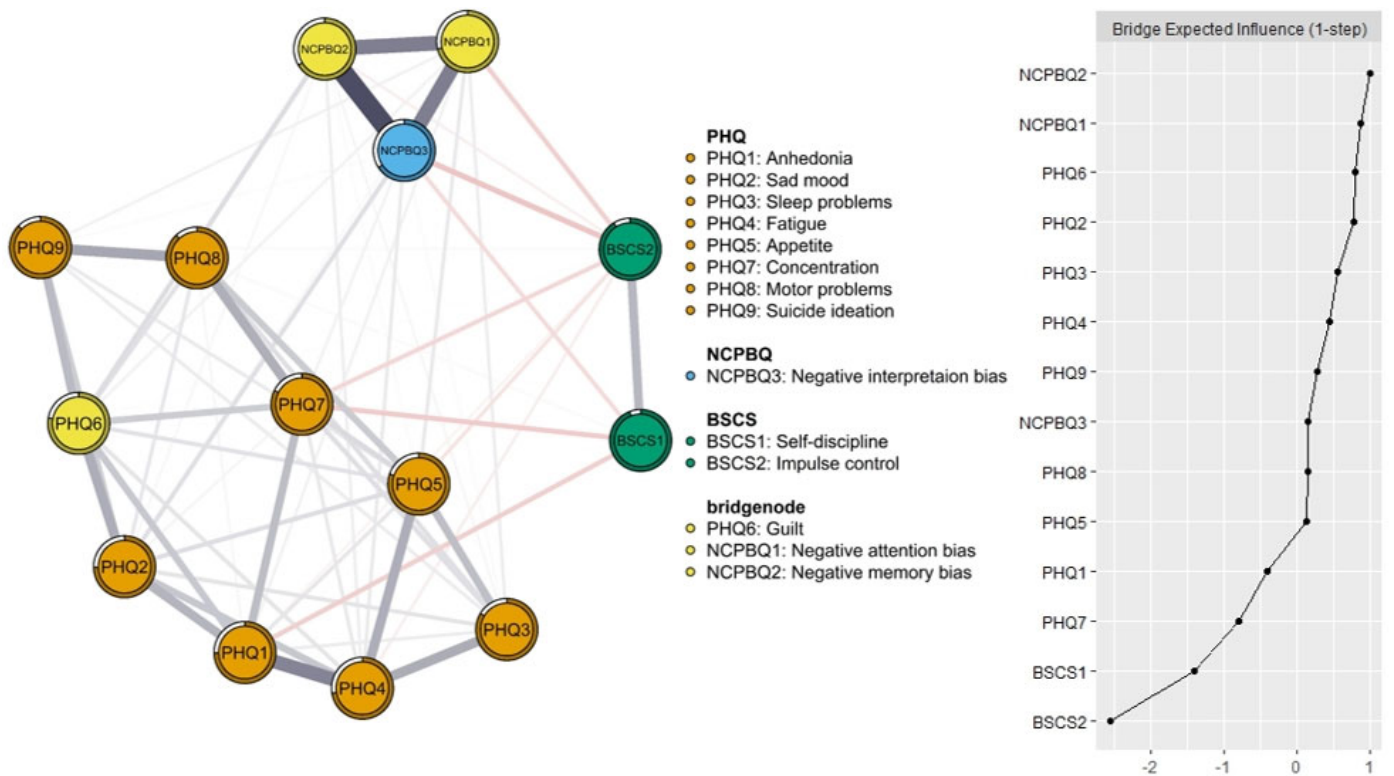 NCPBQ2
NCPBQ1
NCPBQ3
PHQ9
PHQ8
BSCS2
PHQ7
PHQ6
BSCS1
PHQ5
PHQ2
PHQ3
PHQ1
PHQ4
PHQ
PHQ1: Anhedonia
PHQ2: Sad mood
PHQ3: Sleep problems
PHQ4: Fatigue
PHQ5: Appetite
PHQ7: Concentration
PHQ8: Motor problems
PHQ9: Suicide ideation
NCPBQ
NCPBQ3: Negative interpretaion bias
BSCS
BSCS1: Self-discipline
BSCS2: Impulse control
bridgenode
PHQ6: Guilt
NCPBQ1: Negative attention bias
NCPBQ2: Negative memory bias
Bridge Expected Influence (1-step)
NCPBQ2
NCPBQ1
PHQ6
PHQ2
PHQ3
PHQ4
PHQ9
NCPBQ3
PHQ8
PHQ5
PHQ1
PHQ7
BSCS1
BSCS2
-2 -1 0 1